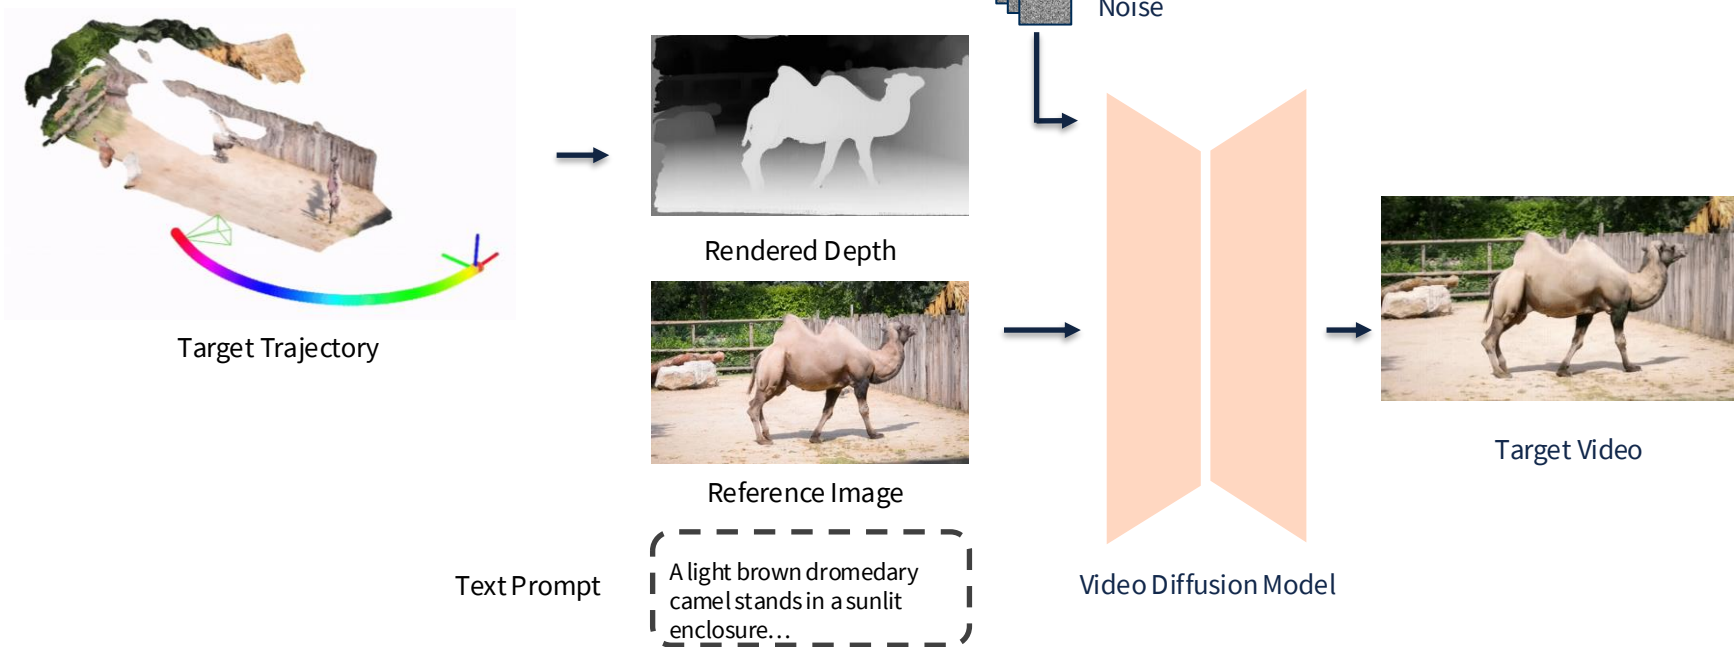 Noise
Rendered Depth
Target Trajectory
Reference Image
Target Video
Text Prompt
A light brown dromedary
camel stands in a sunlit
enclosure...
Video Diffusion Model